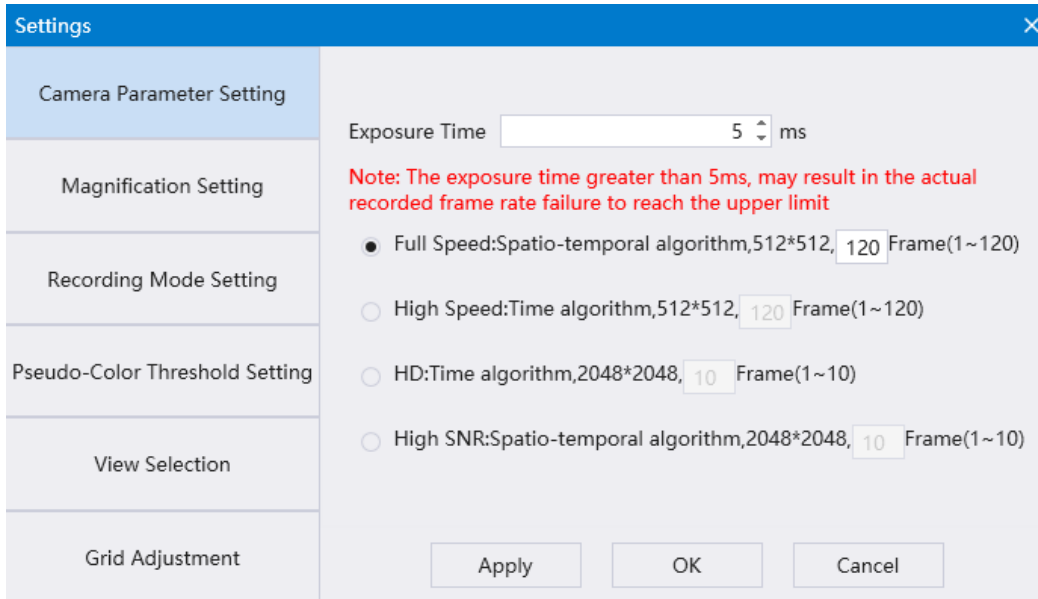 Settings
Camera Parameter Setting
Magnification Setting
Recording Mode Setting
Pseudo-Color Threshold Setting
View Selection
Grid Adjustment
Exposure Time 5 ms
Note: The exposure time greater than 5ms, may result in the actual
recorded frame rate failure to reach the upper limit
Full Speed:Spatio-temporal algorithm,512*512, 120 Frame(1~120)
High Speed:Time algorithm,512*512, 120 Frame(1~120)
HD:Time algorithm,2048*2048, 10 Frame(1~10)
High SNR:Spatio-temporal algorithm,2048*2048, 10 Frame(1~10)
Apply OK Cancel